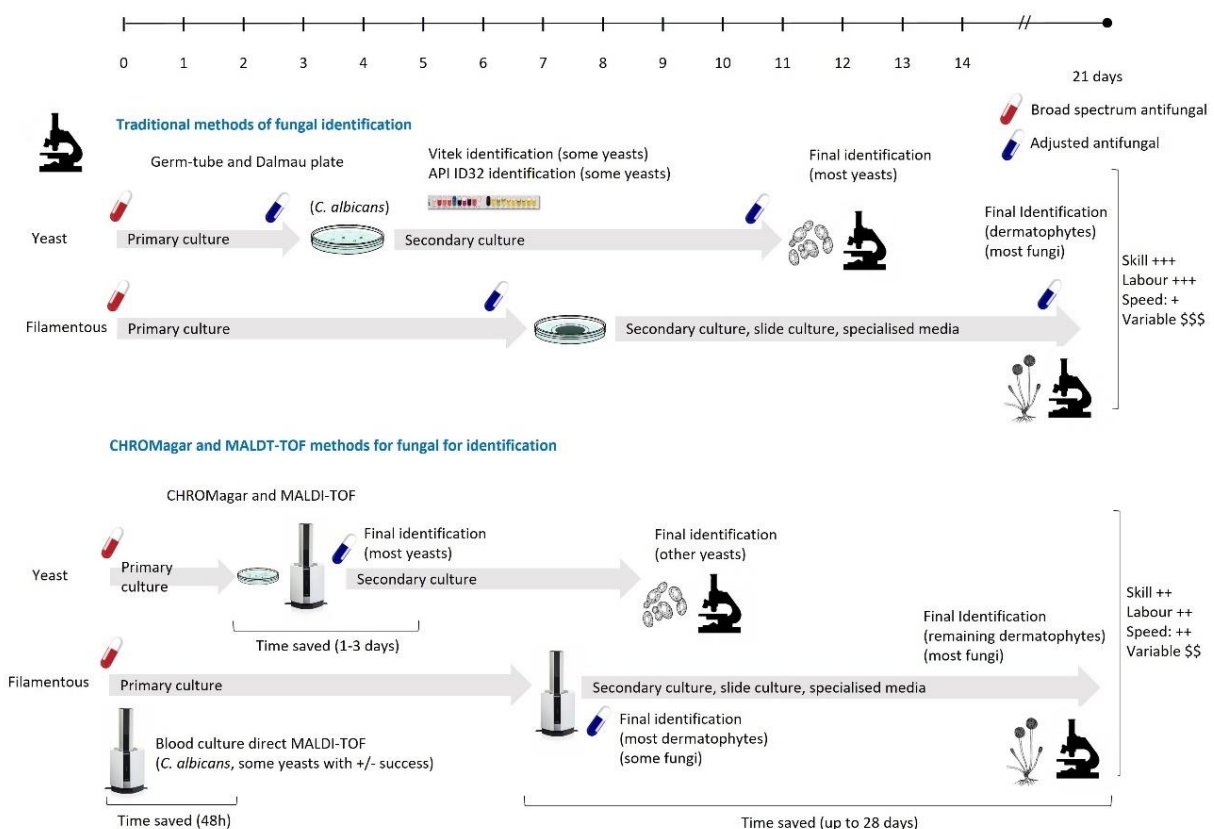 0 1 2 3 4 5 6 7 8 9 10 11 12 13 14
21 days
Broad spectrum antifungal
Adjusted antifungal
Traditional methods of fungal identification
Germ-tube and Dalmau plate
Vitek identification (some yeasts)
API ID32 identification (some yeasts)
Final identification
(most yeasts)
(C. albicans)
Yeast
Primary culture
Secondary culture
Final Identification
(dermatophytes)
(most fungi)
Filamentous
Primary culture
Secondary culture, slide culture, specialised media
Skill +++
Labour +++
Speed: +
Variable $$$
CHROMagar and MALDT-TOF methods for fungal for identification
CHROMagar and MALDI-TOF
Final identification
(most yeasts)
Final identification
(other yeasts)
Yeast
Primary
culture
Secondary culture
Time saved (1-3 days)
Final Identification
(remaining dermatophytes)
(most fungi)
Filamentous
Primary culture
Secondary culture, slide culture, specialised media
Skill ++
Labour ++
Speed: ++
Variable $$
Blood culture direct MALDI-TOF
(C. albicans, some yeasts with +/- success)
Final identification
(most dermatophytes)
(some fungi)
Time saved (48h)
Time saved (up to 28 days)